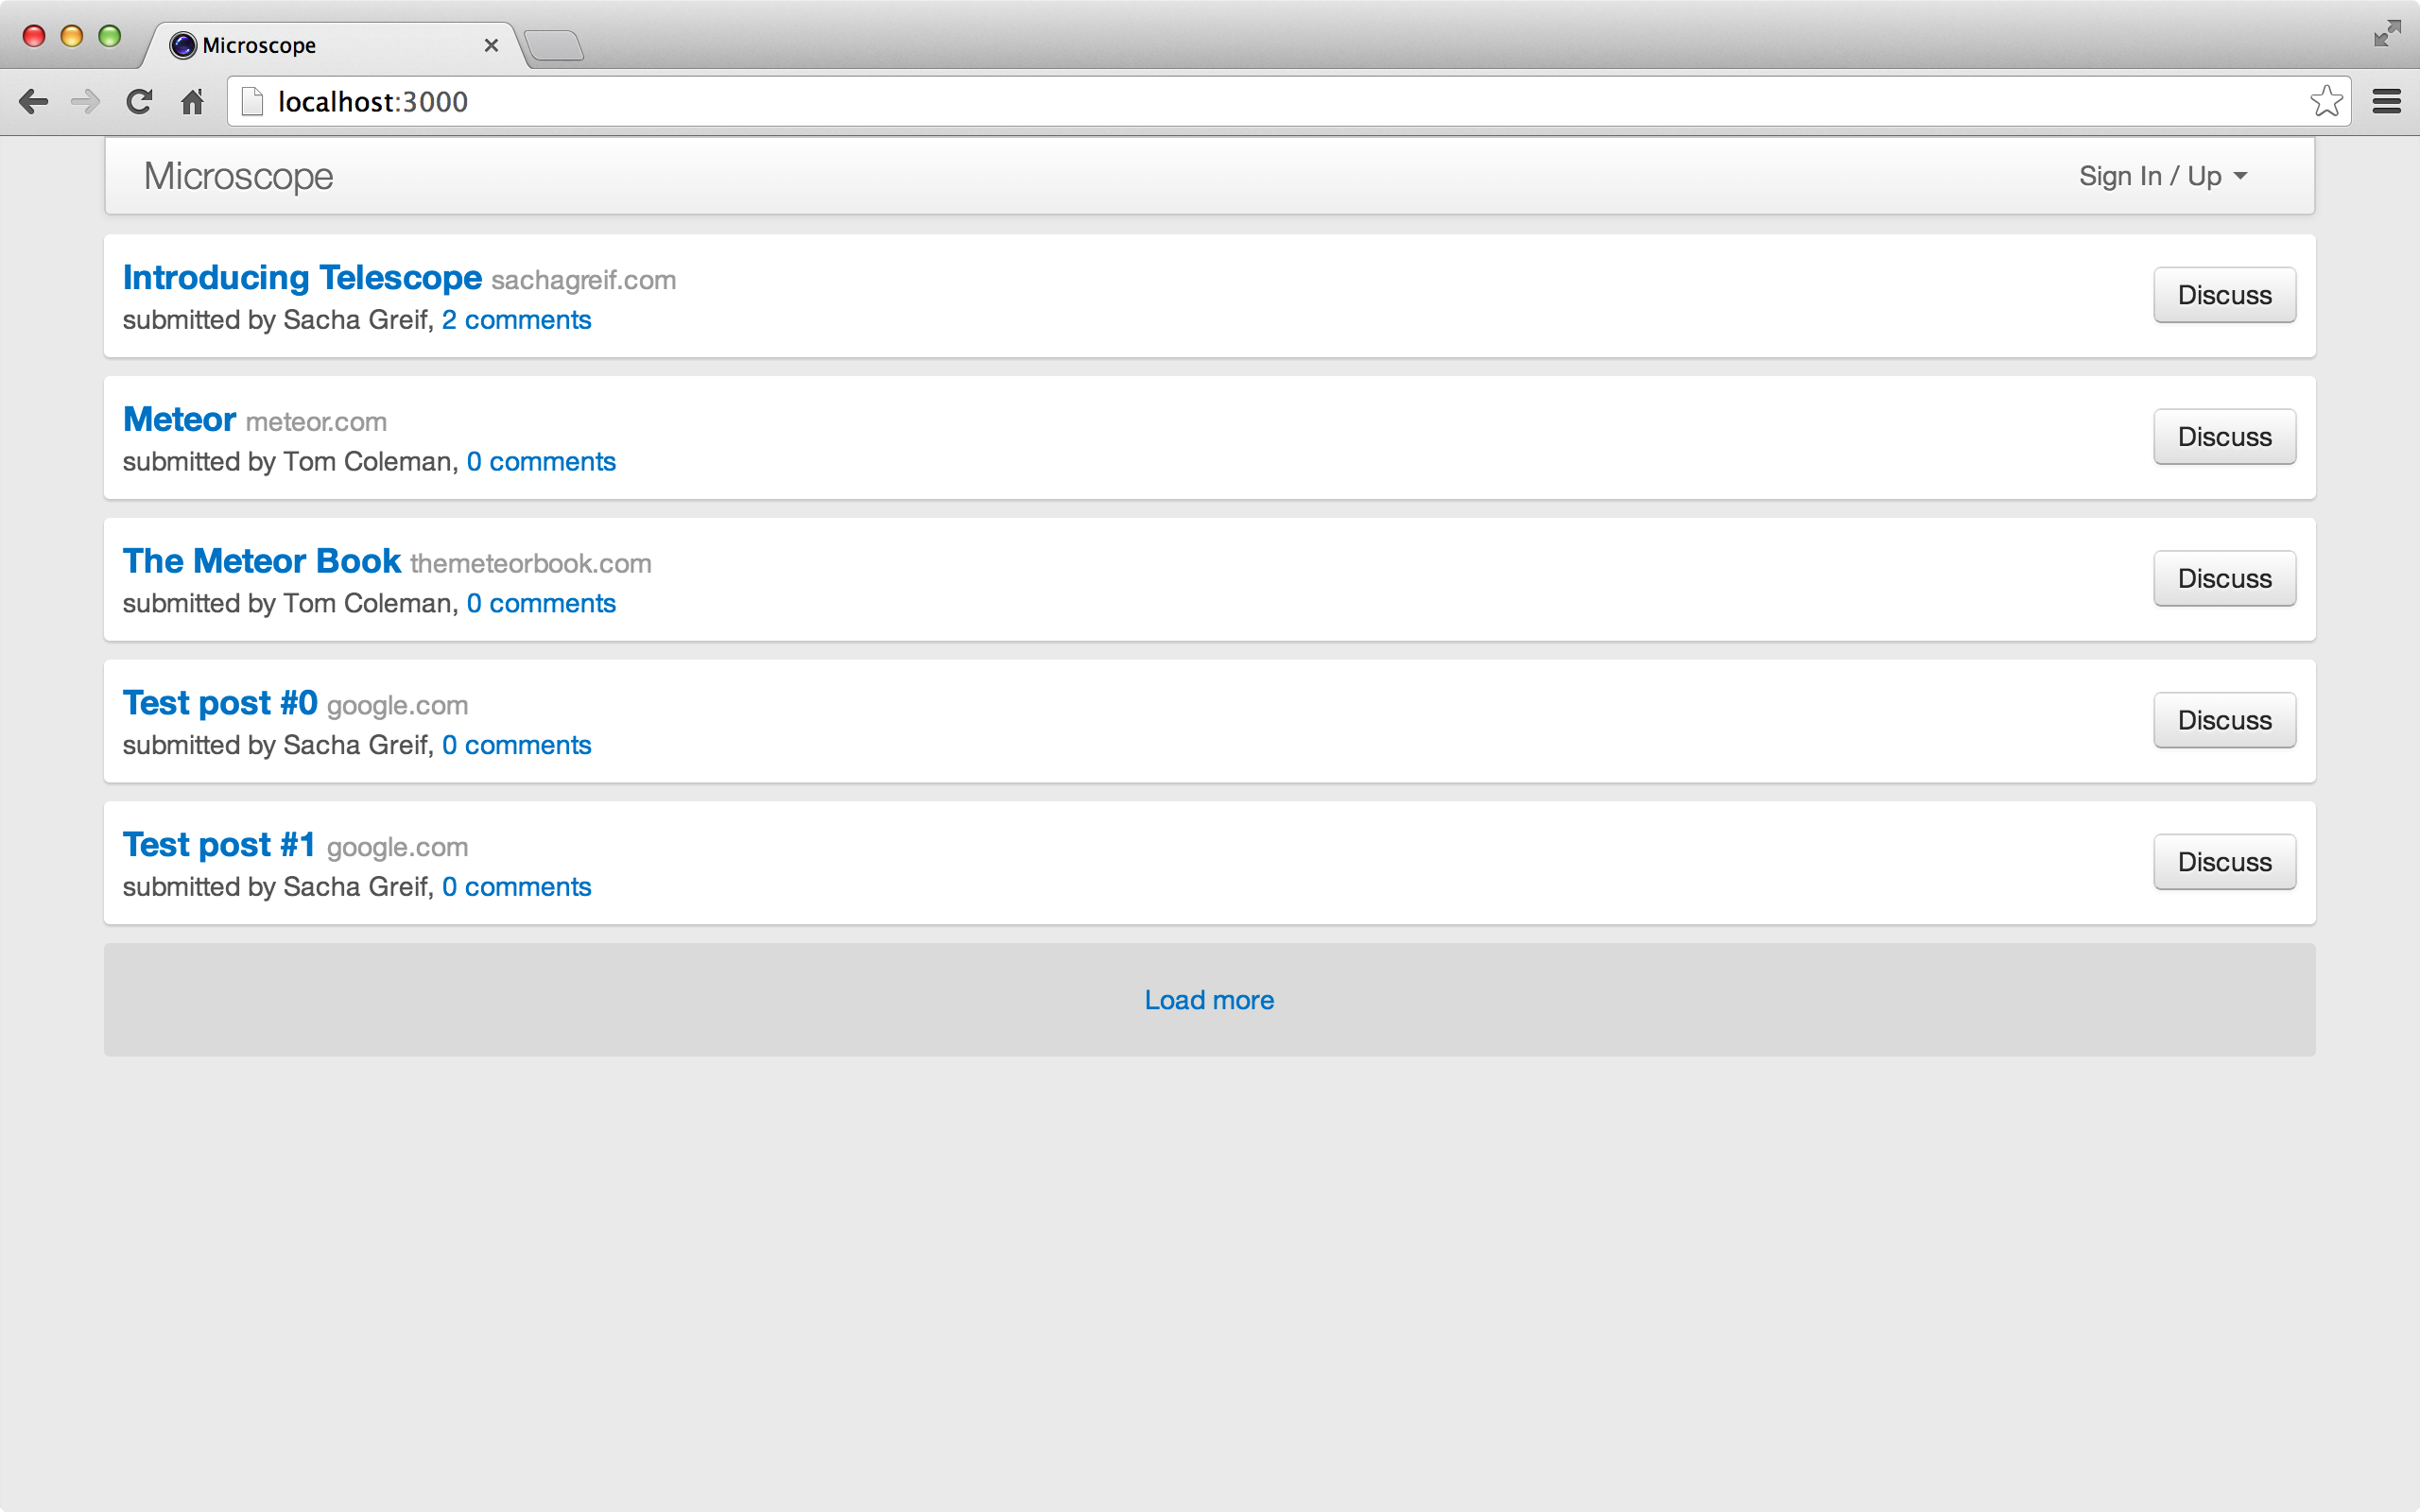 Microscope
localhost:3000
Microscope Sign In / Up
Introducing Telescope sachagreif.com
submitted by Sacha Greif, 2 comments
Discuss
Meteor meteor.com
submitted by Tom Coleman, 0 comments
Discuss
The Meteor Book themeteorbook.com
submitted by Tom Coleman, 0 comments
Discuss
Test post #0 google.com
submitted by Sacha Greif, 0 comments
Discuss
Test post #1 google.com
submitted by Sacha Greif, 0 comments
Discuss
Load more